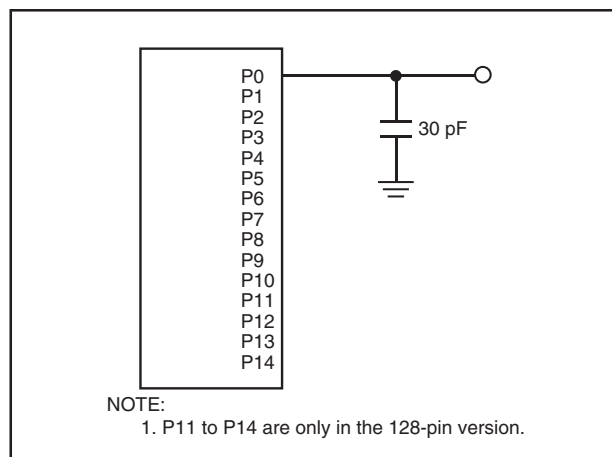 P0
P1
P2
P3
30 pF
P4
P5
P6
P7
P8
P9
P10
P11
P12
P13
P14
NOTE:
1. P11 to P14 are only in the 128-pin version.